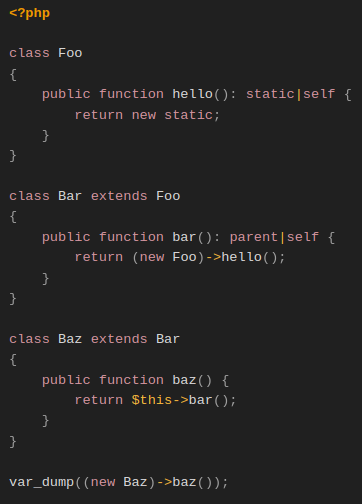 <?php

class Foo
{
    public function hello(): static|self {
        return new static;
    }
}

class Bar extends Foo
{
    public function bar(): parent|self {
        return (new Foo)->hello();
    }
}

class Baz extends Bar
{
    public function baz() {
        return $this->bar();
    }
}

var_dump((new Baz)->baz());